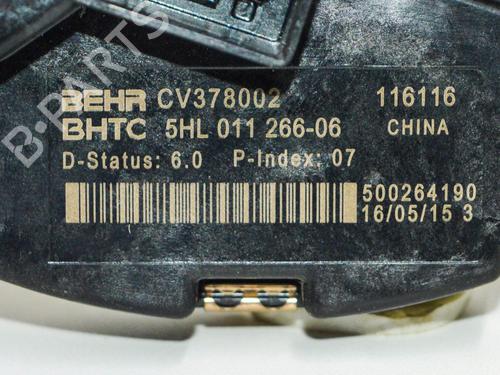 BEHR CV378002 116116
BHTC 5HL 011 266-06 CHINA
D-Status: 6.0 P-Index: 07
500264190
16/05/15 3
B-PARTS